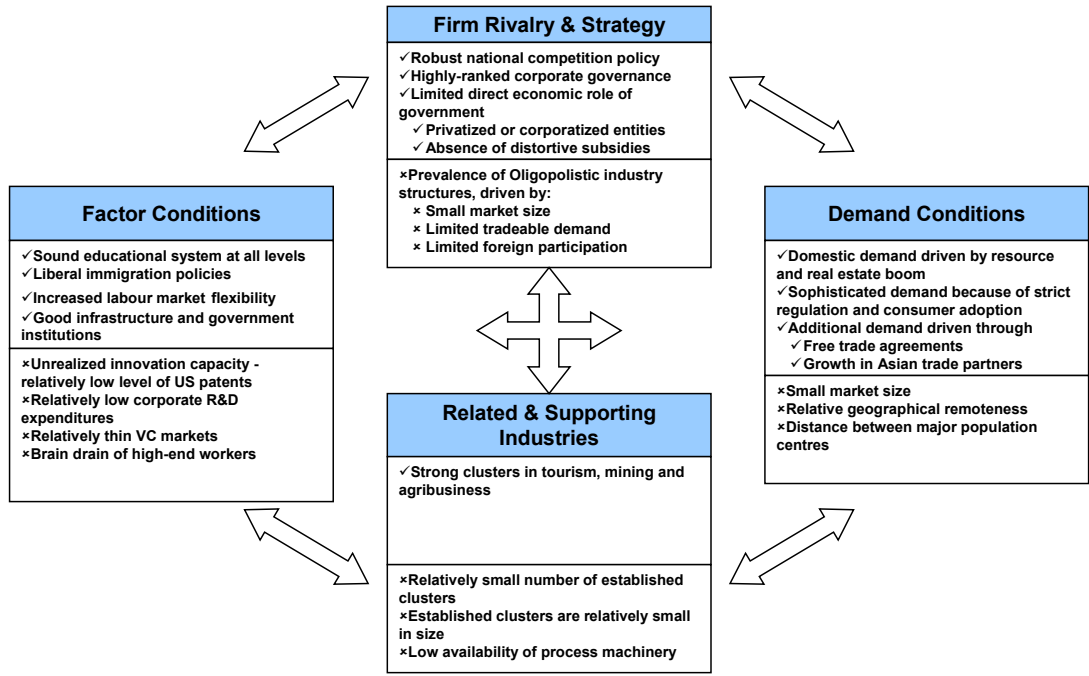 Firm Rivalry & Strategy
✓Robust national competition policy
✓Highly-ranked corporate governance
✓Limited direct economic role of
government
✓Privatized or corporatized entities
✓Absence of distortive subsidies
×Prevalence of Oligopolistic industry
structures, driven by:
× Small market size
× Limited tradeable demand
× Limited foreign participation
Factor Conditions
✓Sound educational system at all levels
✓Liberal immigration policies
✓Increased labour market flexibility
✓Good infrastructure and government
institutions
×Unrealized innovation capacity -
relatively low level of US patents
×Relatively low corporate R&D
expenditures
×Relatively thin VC markets
×Brain drain of high-end workers
Demand Conditions
✓Domestic demand driven by resource
and real estate boom
✓Sophisticated demand because of strict
regulation and consumer adoption
✓Additional demand driven through
✓Free trade agreements
✓Growth in Asian trade partners
×Small market size
×Relative geographical remoteness
×Distance between major population
centres
Related & Supporting
Industries
✓Strong clusters in tourism, mining and
agribusiness
×Relatively small number of established
clusters
×Established clusters are relatively small
in size
×Low availability of process machinery